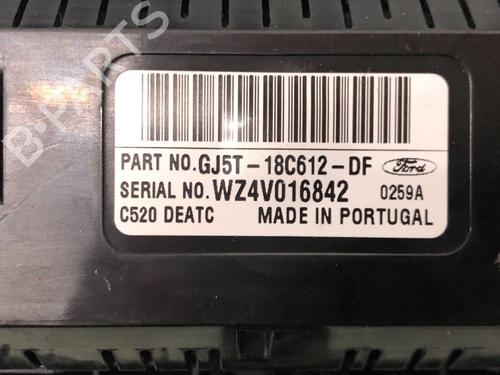 B-PARTS
PART NO.GJ5T-18C612-DF Ford
SERIAL NO.WZ4V016842 0259A
C520 DEATC MADE IN PORTUGAL